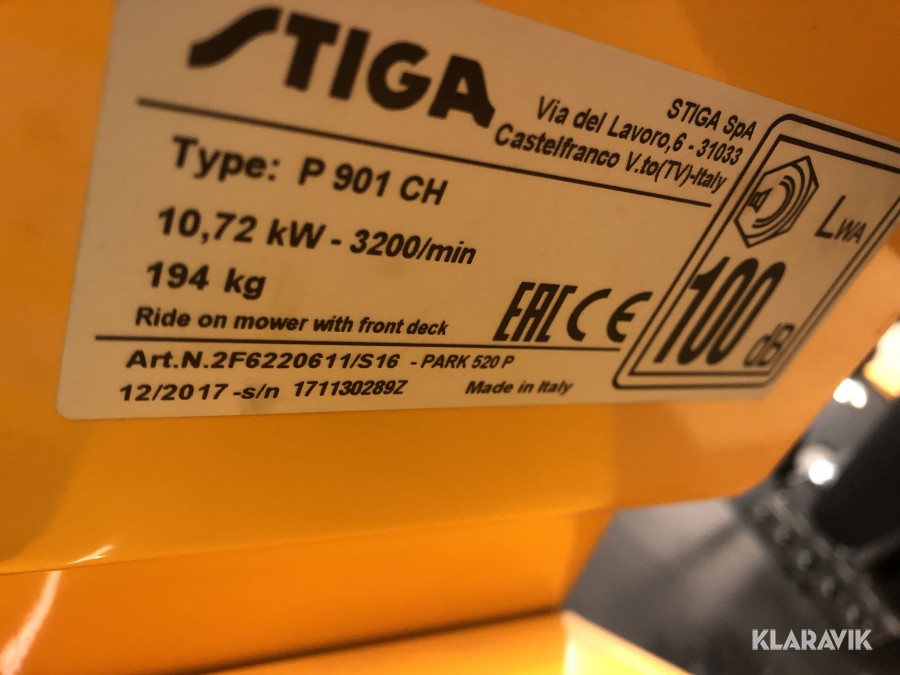 STIGA
STIGA SpA
Via del Lavoro,6 - 31033
Castelfranco V.to(TV)-Italy
Type: P 901 CH
10,72 kW - 3200/min
194 kg
Ride on mower with front deck
EAC CE
LWA
100
dB
Art.N.2F6220611/S16 - PARK 520 P
12/2017 -s/n 171130289Z Made in Italy
KLARAVIK